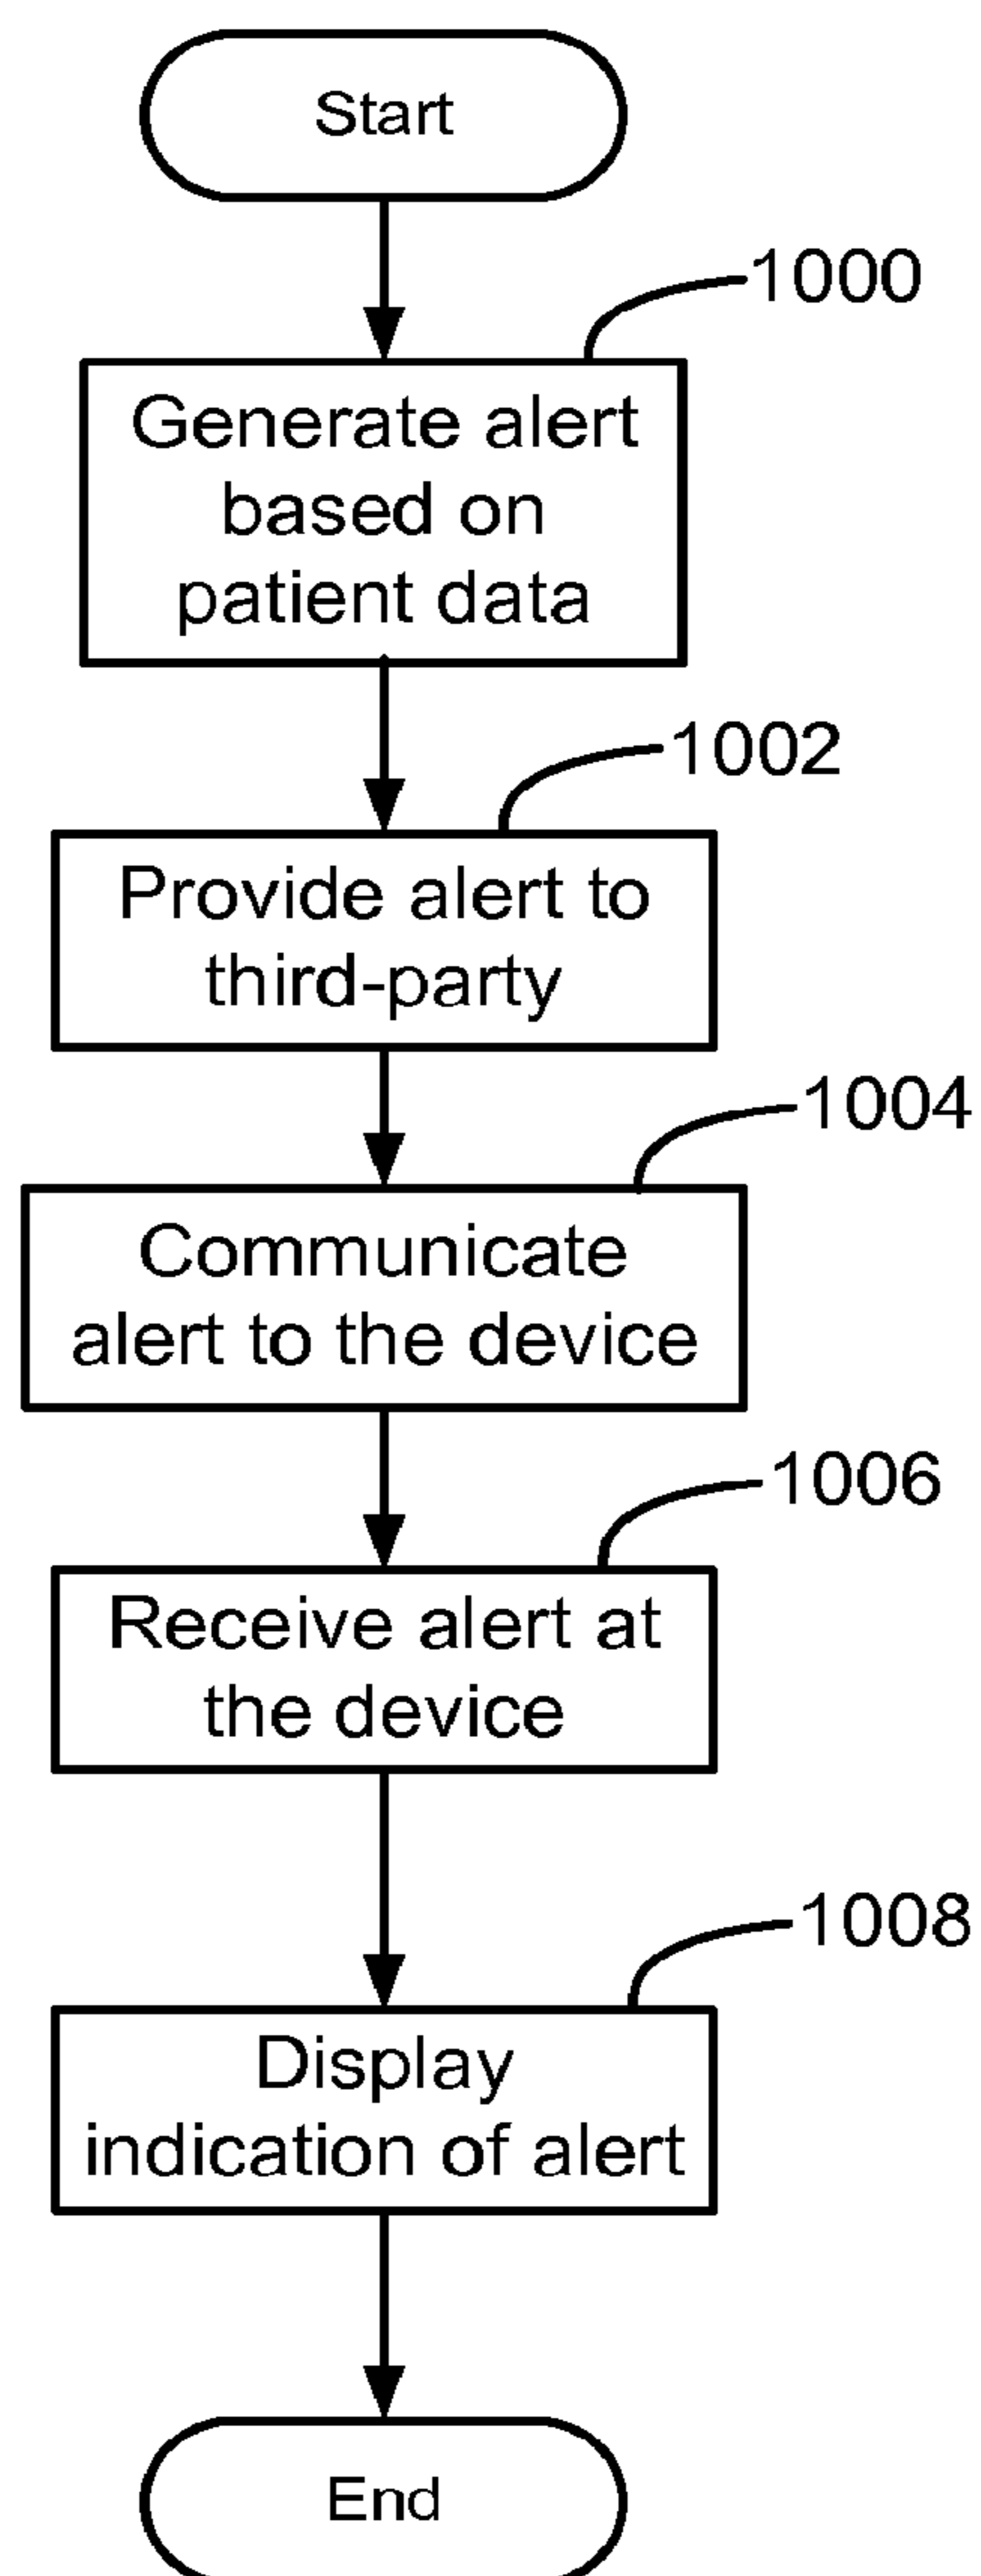 Start
1000
Generate alert
based on
patient data
1002
Provide alert to
third-party
1004
Communicate
alert to the device
1006
Receive alert at
the device
1008
Display
indication of alert
End